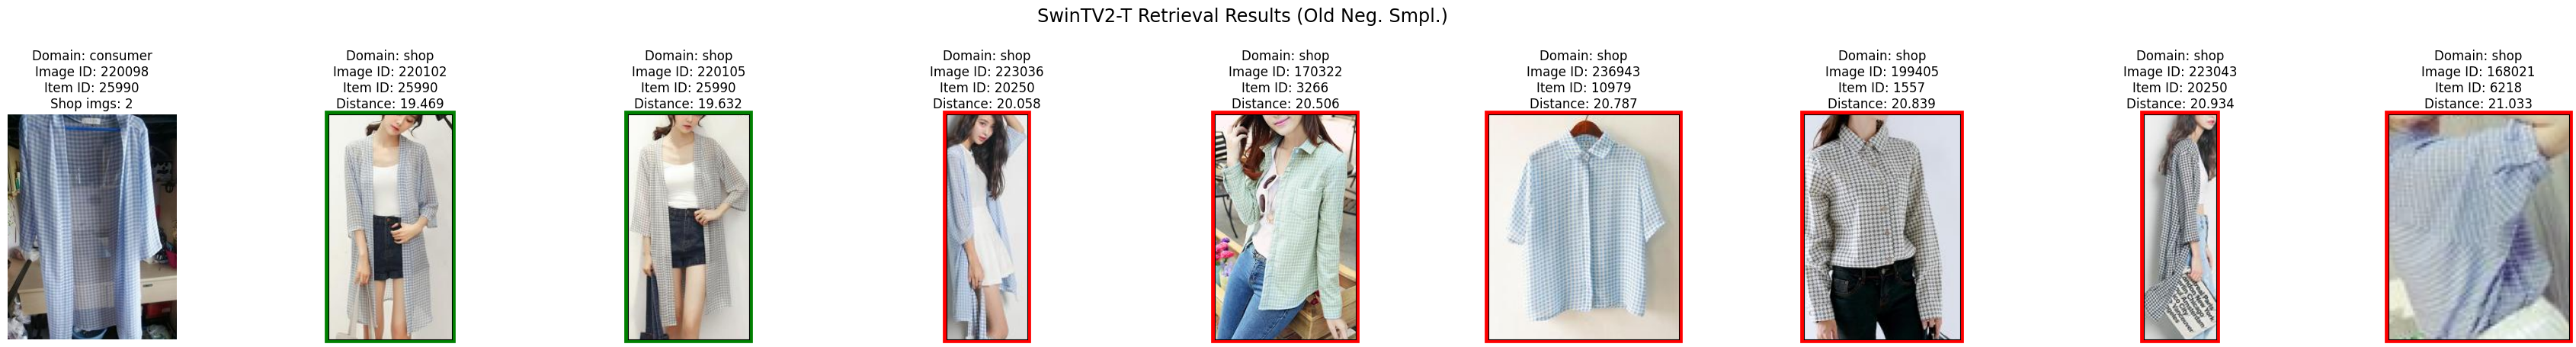 SwinTV2-T Retrieval Results (Old Neg. Smpl.)
Domain: consumer
Image ID: 220098
Item ID: 25990
Shop imgs: 2
Domain: shop
Image ID: 220102
Item ID: 25990
Distance: 19.469
Domain: shop
Image ID: 220105
Item ID: 25990
Distance: 19.632
Domain: shop
Image ID: 223036
Item ID: 20250
Distance: 20.058
Domain: shop
Image ID: 170322
Item ID: 3266
Distance: 20.506
Domain: shop
Image ID: 236943
Item ID: 10979
Distance: 20.787
Domain: shop
Image ID: 199405
Item ID: 1557
Distance: 20.839
Domain: shop
Image ID: 223043
Item ID: 20250
Distance: 20.934
Domain: shop
Image ID: 168021
Item ID: 6218
Distance: 21.033